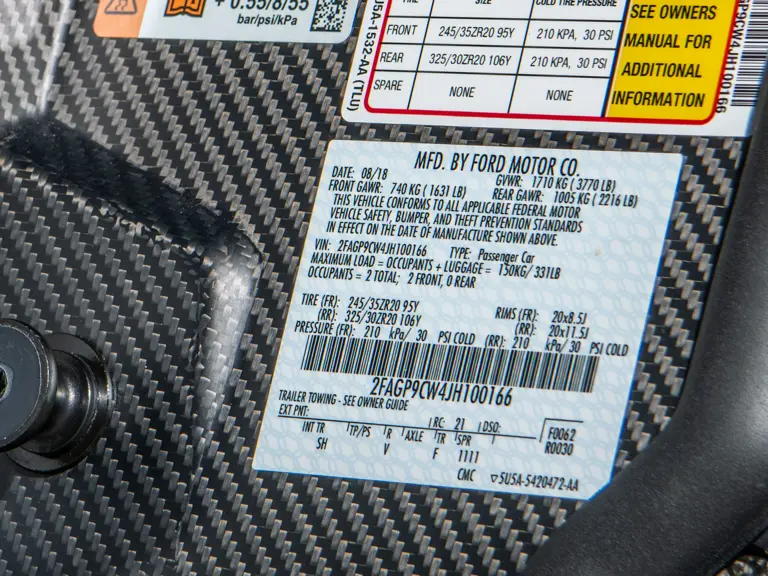 + 0.55/8/55
bar/psi/kPa
U5A-1532-AA (TLU)
SIZE COLD TIRE PRESSURE
FRONT 245/35ZR20 95Y 210 KPA, 30 PSI
REAR 325/30ZR20 106Y 210 KPA, 30 PSI
SPARE NONE NONE
SEE OWNERS
MANUAL FOR
ADDITIONAL
INFORMATION
GP9CW4JH100166
MFD. BY FORD MOTOR CO.
DATE: 08/18 GVWR: 1710 KG ( 3770 LB)
FRONT GAWR: 740 KG ( 1631 LB) REAR GAWR: 1005 KG ( 2216 LB)
THIS VEHICLE CONFORMS TO ALL APPLICABLE FEDERAL MOTOR
VEHICLE SAFETY, BUMPER, AND THEFT PREVENTION STANDARDS
IN EFFECT ON THE DATE OF MANUFACTURE SHOWN ABOVE.
VIN: 2FAGP9CW4JH100166 TYPE: Passenger Car
MAXIMUM LOAD = OCCUPANTS + LUGGAGE = 150KG/ 331LB
OCCUPANTS = 2 TOTAL; 2 FRONT, 0 REAR
TIRE (FR): 245/35ZR20 95Y RIMS (FR): 20x8.5J
(RR): 325/30ZR20 106Y (RR): 20x11.5J
PRESSURE (FR): 210 kPa/ 30 PSI COLD (RR): 210 kPa/ 30 PSI COLD
2FAGP9CW4JH100166
TRAILER TOWING - SEE OWNER GUIDE
EXT PNT: RC: 21 DSO: F0062
INT TR TP/PS R AXLE TR SPR R0030
SH V F 1111
CMC 5U5A-5420472-AA